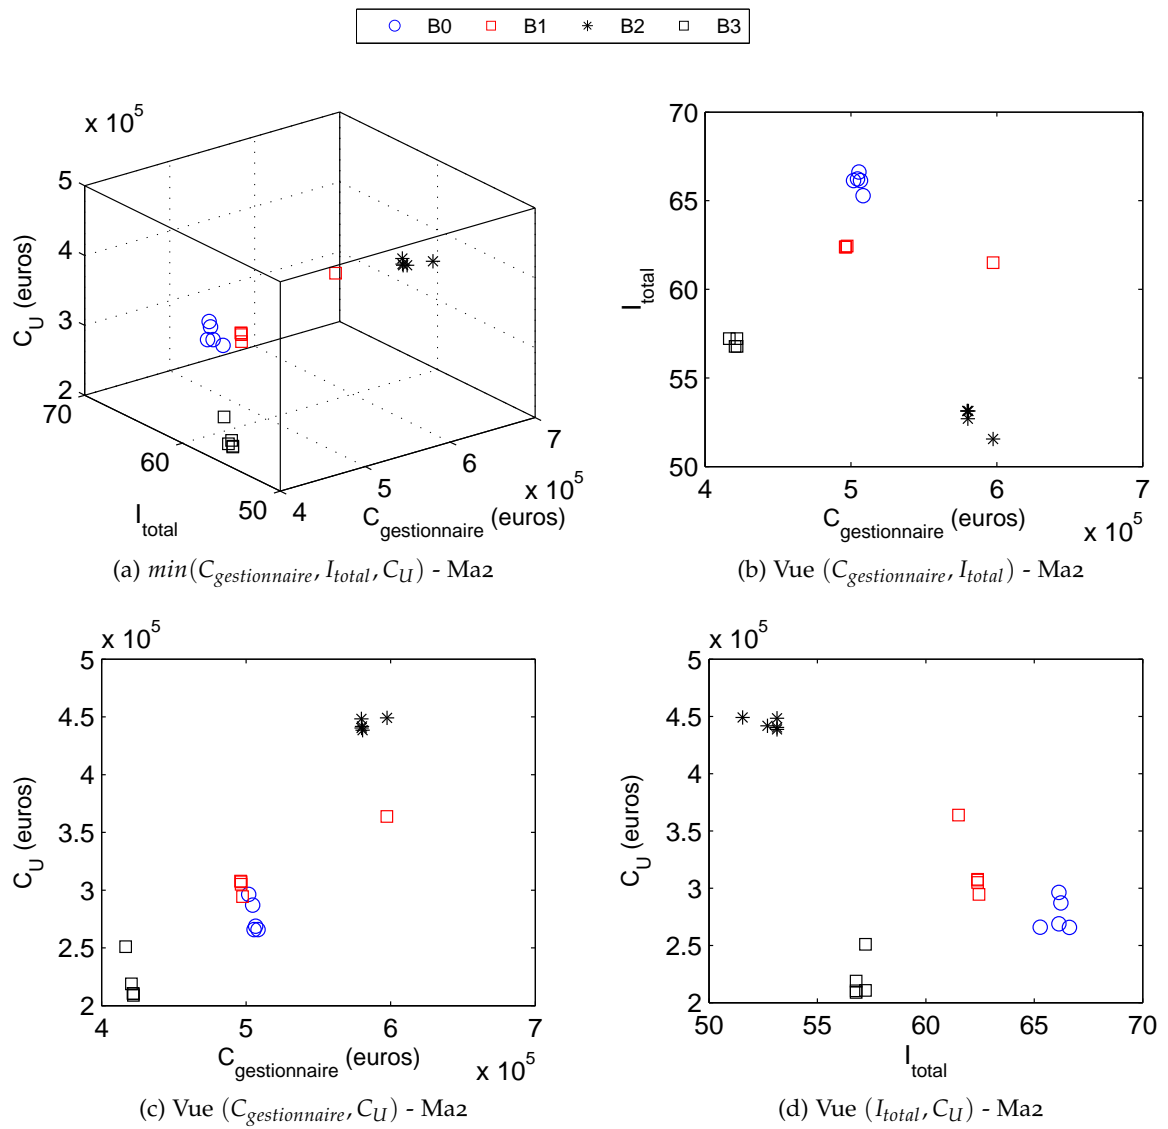 B0 B1 B2 B3
x 10^5
5
4
3
2
C_U (euros)
70
60
50
I_total
4
5
6
7
x 10^5
C_gestionnaire (euros)
(a) min(C_gestionnaire, I_total, C_U) - Ma2
70
65
60
55
50
I_total
4 5 6 7
C_gestionnaire (euros)
x 10^5
(b) Vue (C_gestionnaire, I_total) - Ma2
x 10^5
5
4.5
4
3.5
3
2.5
2
C_U (euros)
4 5 6 7
C_gestionnaire (euros)
x 10^5
(c) Vue (C_gestionnaire, C_U) - Ma2
x 10^5
5
4.5
4
3.5
3
2.5
2
C_U (euros)
50 55 60 65 70
I_total
(d) Vue (I_total, C_U) - Ma2